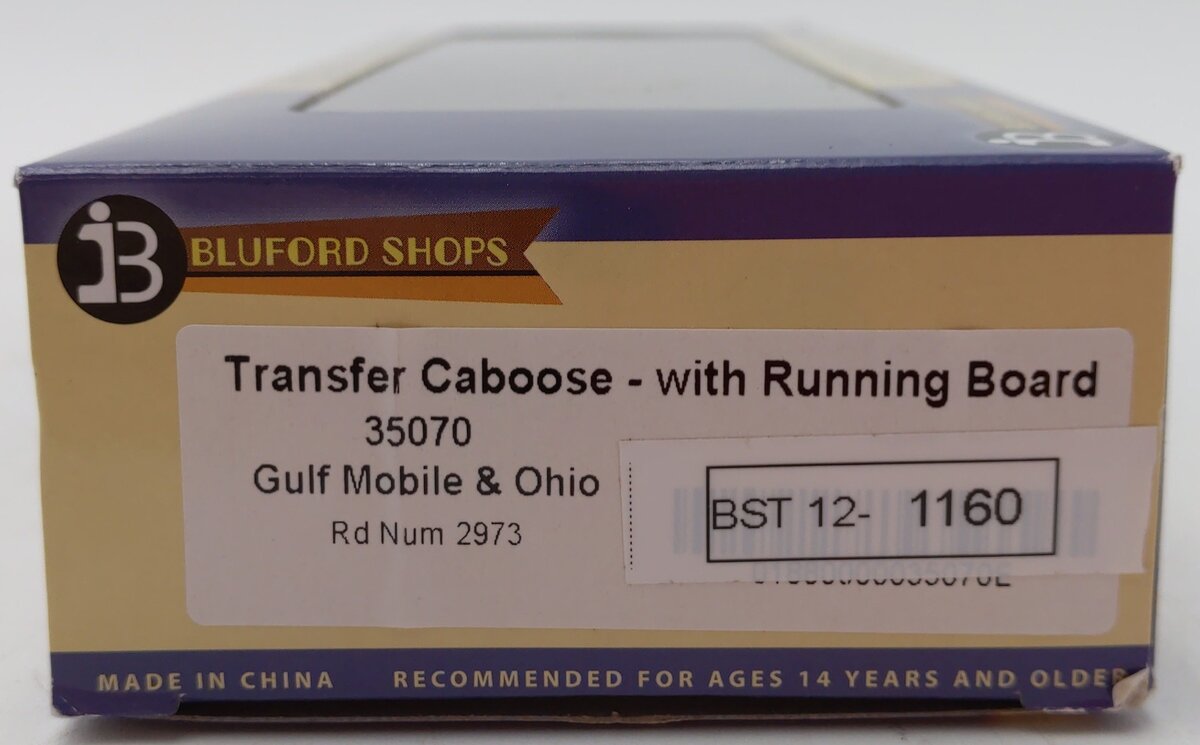 BLUFORD SHOPS
Transfer Caboose - with Running Board
35070
Gulf Mobile & Ohio
Rd Num 2973
BST 12- 1160
MADE IN CHINA RECOMMENDED FOR AGES 14 YEARS AND OLDER